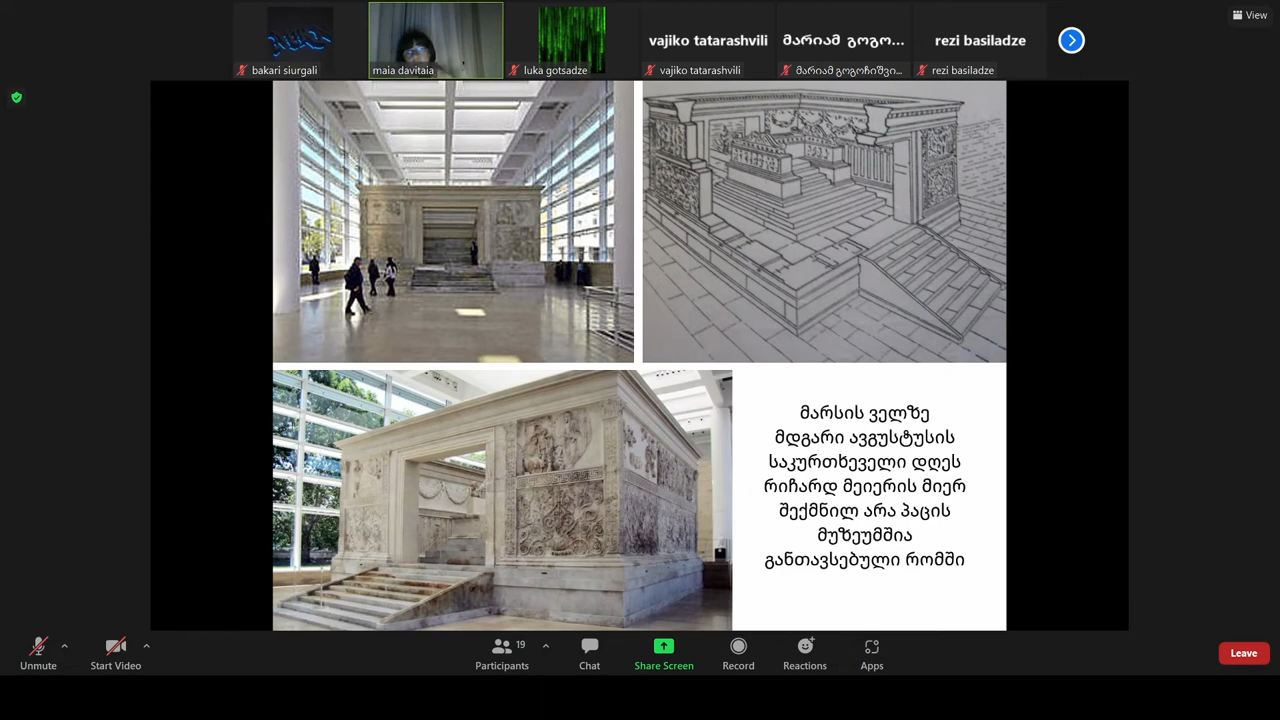 View
vajiko tatarashvili
მარიამ გოგო...
rezi basiladze
bakari siurgali
maia davitaia
luka gotsadze
vajiko tatarashvili
მარიამ გოგონიშვი...
rezi basiladze
მარსის ველზე
მდგარი ავგუსტუსის
საკურთხეველი დღეს
რიჩარდ მეიერის მიერ
შექმნილ არა პაცის
მუზეუმშია
განთავსებული რომში
Unmute
Start Video
19
Participants
Chat
Share Screen
Record
Reactions
Apps
Leave